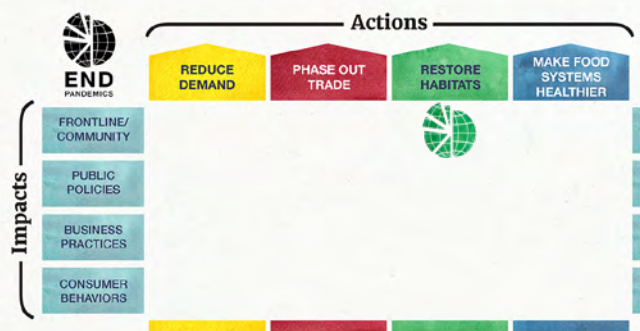 Actions
END
PANDEMICS
REDUCE
DEMAND
PHASE OUT
TRADE
RESTORE
HABITATS
MAKE FOOD
SYSTEMS
HEALTHIER
Impacts
FRONTLINE/
COMMUNITY
PUBLIC
POLICIES
BUSINESS
PRACTICES
CONSUMER
BEHAVIORS